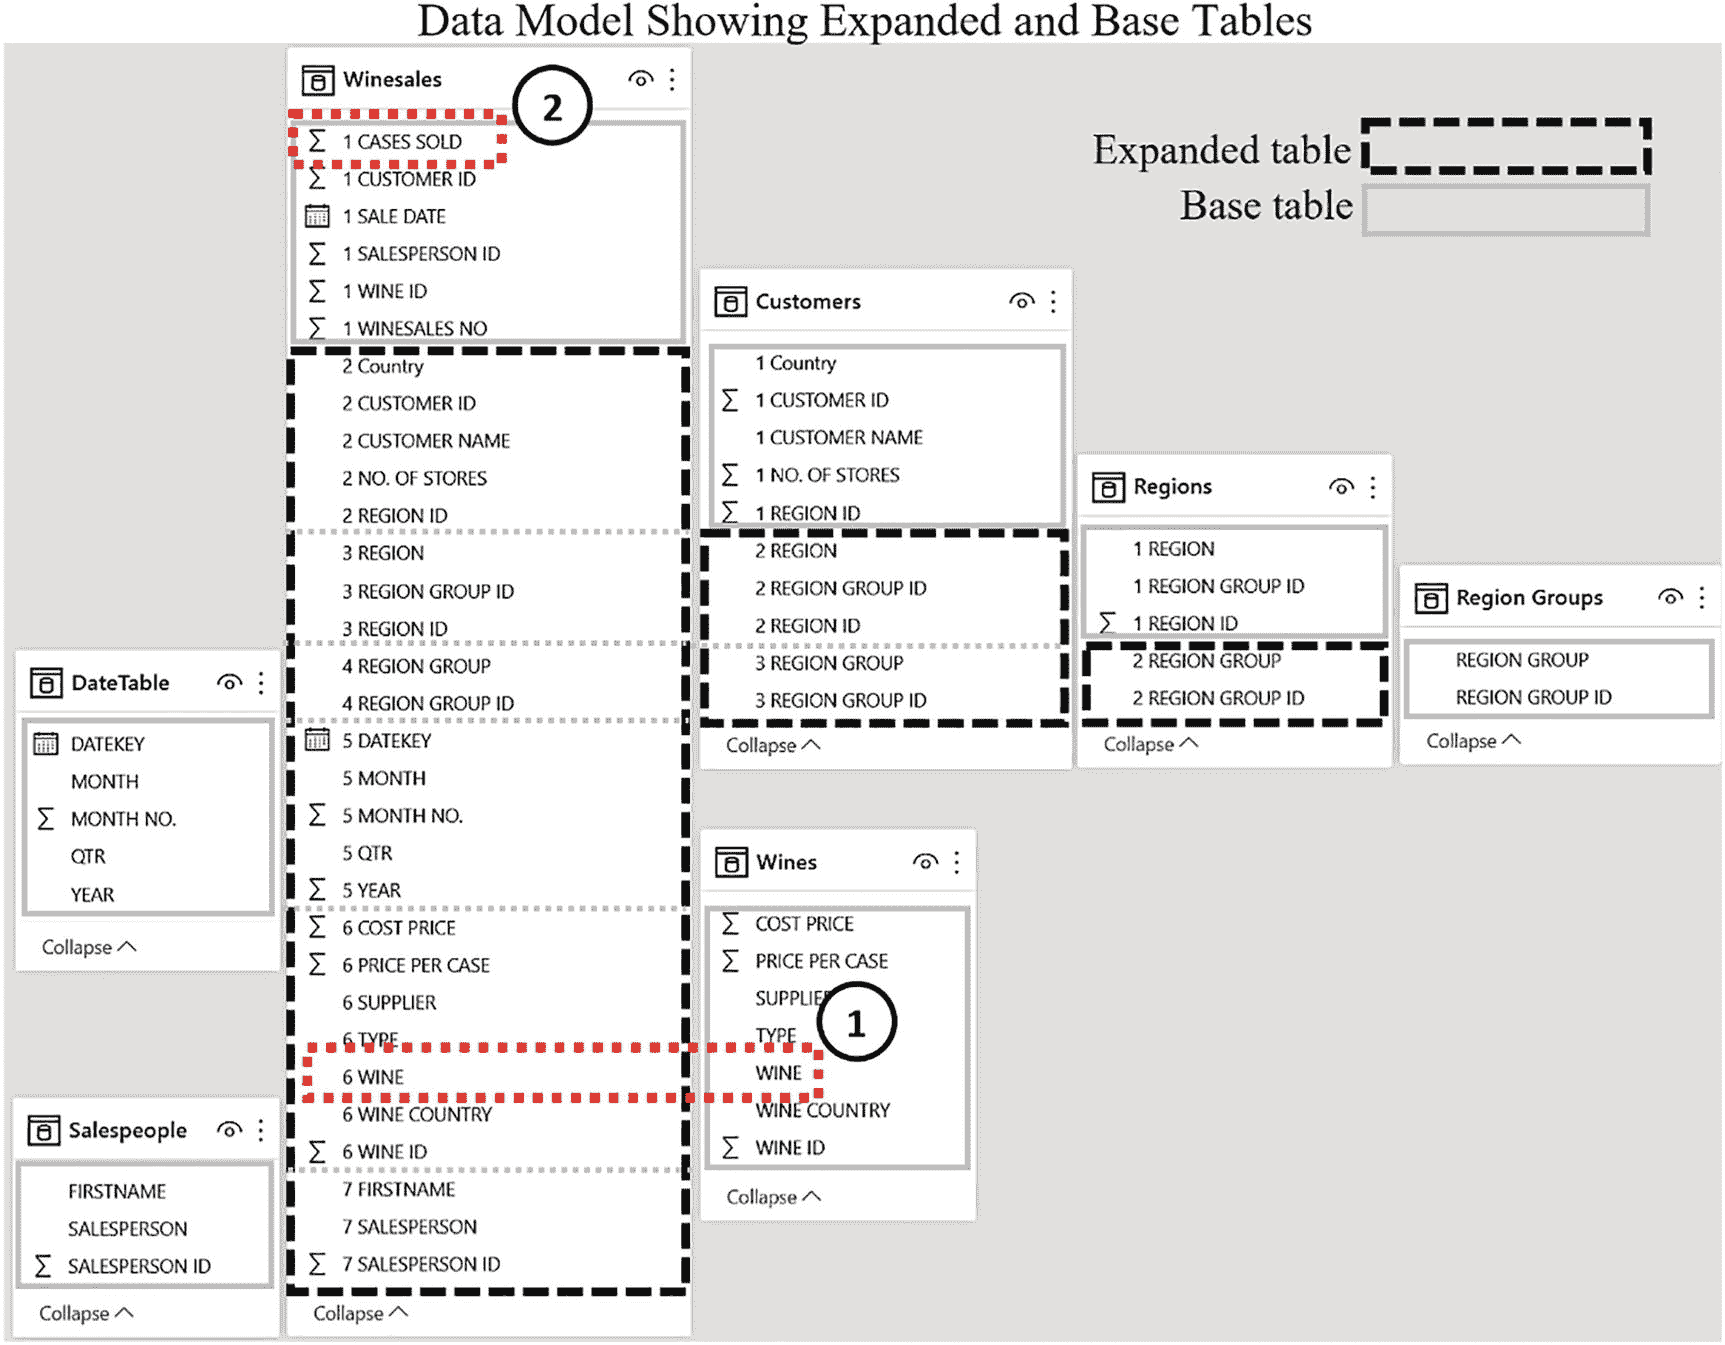 Data Model Showing Expanded and Base Tables
Winesales
2
1 CASES SOLD
1 CUSTOMER ID
1 SALE DATE
1 SALESPERSON ID
1 WINE ID
1 WINESALES NO
2 Country
2 CUSTOMER ID
2 CUSTOMER NAME
2 NO. OF STORES
2 REGION ID
3 REGION
3 REGION GROUP ID
3 REGION ID
4 REGION GROUP
4 REGION GROUP ID
5 DATEKEY
5 MONTH
5 MONTH NO.
5 QTR
5 YEAR
6 COST PRICE
6 PRICE PER CASE
6 SUPPLIER
6 TYPE
6 WINE
6 WINE COUNTRY
6 WINE ID
7 FIRSTNAME
7 SALESPERSON
7 SALESPERSON ID
Collapse
Expanded table
Base table
Customers
1 Country
1 CUSTOMER ID
1 CUSTOMER NAME
1 NO. OF STORES
1 REGION ID
2 REGION
2 REGION GROUP ID
2 REGION ID
3 REGION GROUP
3 REGION GROUP ID
Collapse
Regions
1 REGION
1 REGION GROUP ID
1 REGION ID
2 REGION GROUP
2 REGION GROUP ID
Collapse
Region Groups
REGION GROUP
REGION GROUP ID
Collapse
DateTable
DATEKEY
MONTH
MONTH NO.
QTR
YEAR
Collapse
Wines
COST PRICE
PRICE PER CASE
SUPPLIE
1
TYPE
WINE
WINE COUNTRY
WINE ID
Collapse
Salespeople
FIRSTNAME
SALESPERSON
SALESPERSON ID
Collapse